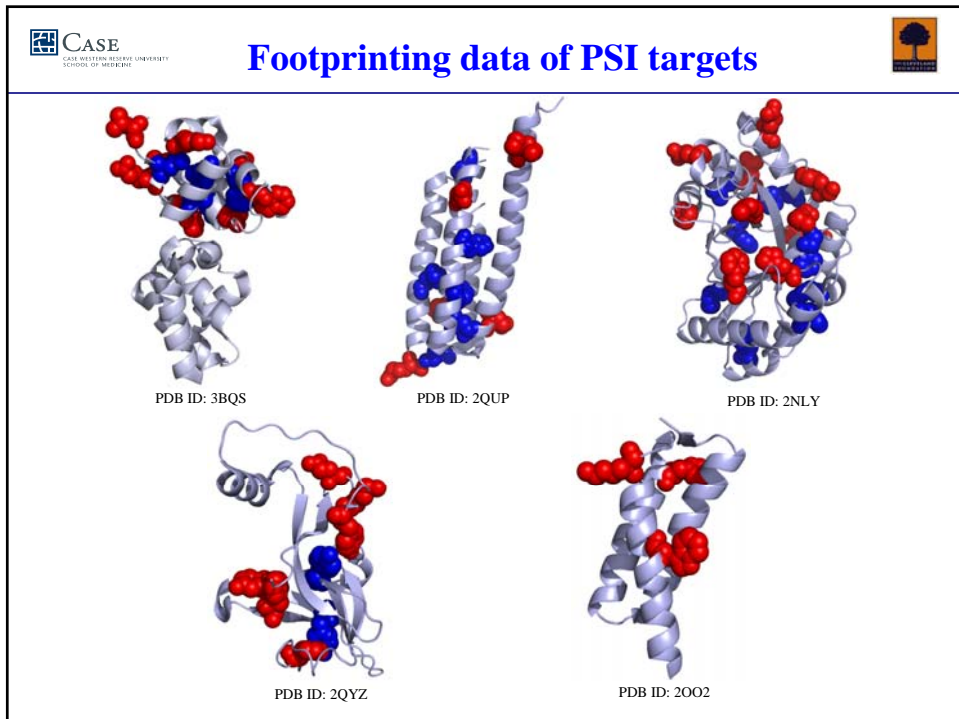 CASE
CASE WESTERN RESERVE UNIVERSITY
SCHOOL OF MEDICINE
Footprinting data of PSI targets
PDB ID: 3BQS
PDB ID: 2QUP
PDB ID: 2NLY
PDB ID: 2QYZ
PDB ID: 2OO2